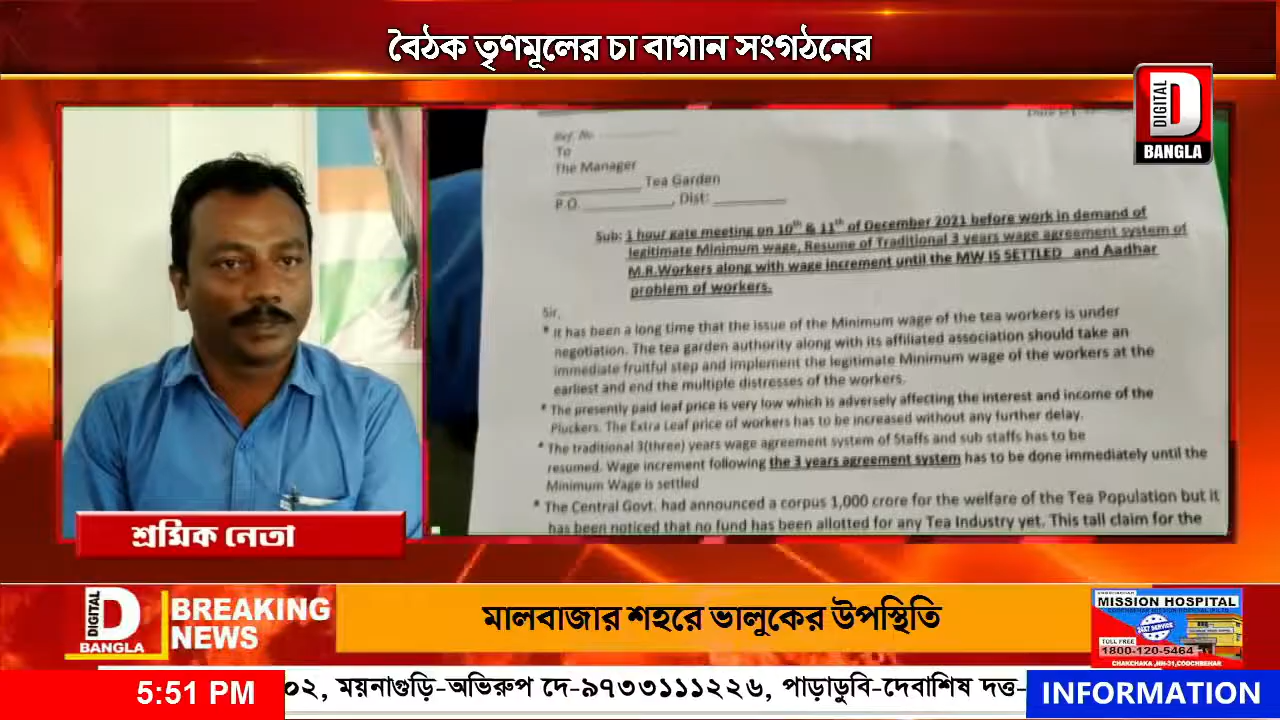 বৈঠক তৃণমূলের চা বাগান সংগঠনের
DIGITAL
D
BANGLA
Ref. No
To
The Manager
Tea Garden
P.O. , Dist:
Sub: 1 hour gate meeting on 10th & 11th of December 2021 before work in demand of
legitimate Minimum wage, Resume of Traditional 3 years wage agreement system of
M.R.Workers along with wage increment until the MW IS SETTLED and Aadhar
problem of workers.
Sir,
* It has been a long time that the issue of the Minimum wage of the tea workers is under
negotiation. The tea garden authority along with its affiliated association should take an
immediate fruitful step and implement the legitimate Minimum wage of the workers at the
earliest and end the multiple distresses of the workers.
* The presently paid leaf price is very low which is adversely affecting the interest and income of the
Pluckers. The Extra Leaf price of workers has to be increased without any further delay.
* The traditional 3(three) years wage agreement system of Staffs and sub staffs has to be
resumed. Wage increment following the 3 years agreement system has to be done immediately until the
Minimum Wage is settled
* The Central Govt. had announced a corpus 1,000 crore for the welfare of the Tea Population but it
has been noticed that no fund has been allotted for any Tea Industry yet. This tall claim for the
শ্রমিক নেতা
DIGITAL
D
BANGLA
BREAKING
NEWS
মালবাজার শহরে ভালুকের উপস্থিতি
MISSION HOSPITAL
24X7 SERVICE
TOLL FREE
1800-120-5464
CHAKCHAKA ,NH-31,COOCHBEHAR
5:51 PM
০২, ময়নাগুড়ি-অভিরুপ দে-৯৭৩৩১১১২২৬, পাড়াডুবি-দেবাশিষ দত্ত-
INFORMATION